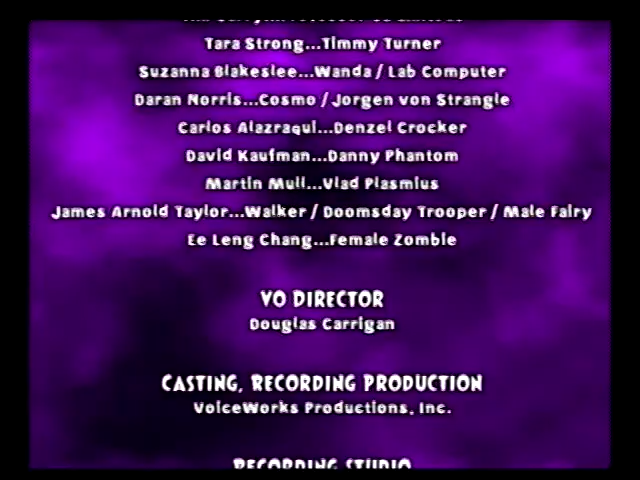 Tara Strong...Timmy Turner
Suzanna Blakeslee...Wanda / Lab Computer
Daran Norris...Cosmo / Jorgen von Strangle
Carlos Alazraqui...Denzel Crocker
David Kaufman...Danny Phantom
Martin Mull...Vlad Plasmius
James Arnold Taylor...Walker / Doomsday Trooper / Male Fairy
Ee Leng Chang...Female Zombie
VO DIRECTOR
Douglas Carrigan
CASTING, RECORDING PRODUCTION
VoiceWorks Productions, Inc.
RECORDING STUDIO